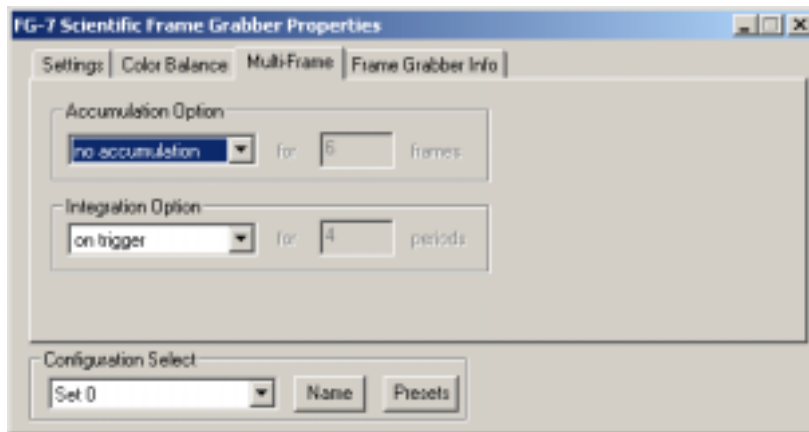 FG-7 Scientific Frame Grabber Properties
Settings Color Balance Multi-Frame Frame Grabber Info
Accumulation Option
no accumulation for 6 frames
Integration Option
on trigger for 4 periods
Configuration Select
Set 0 Name Presets